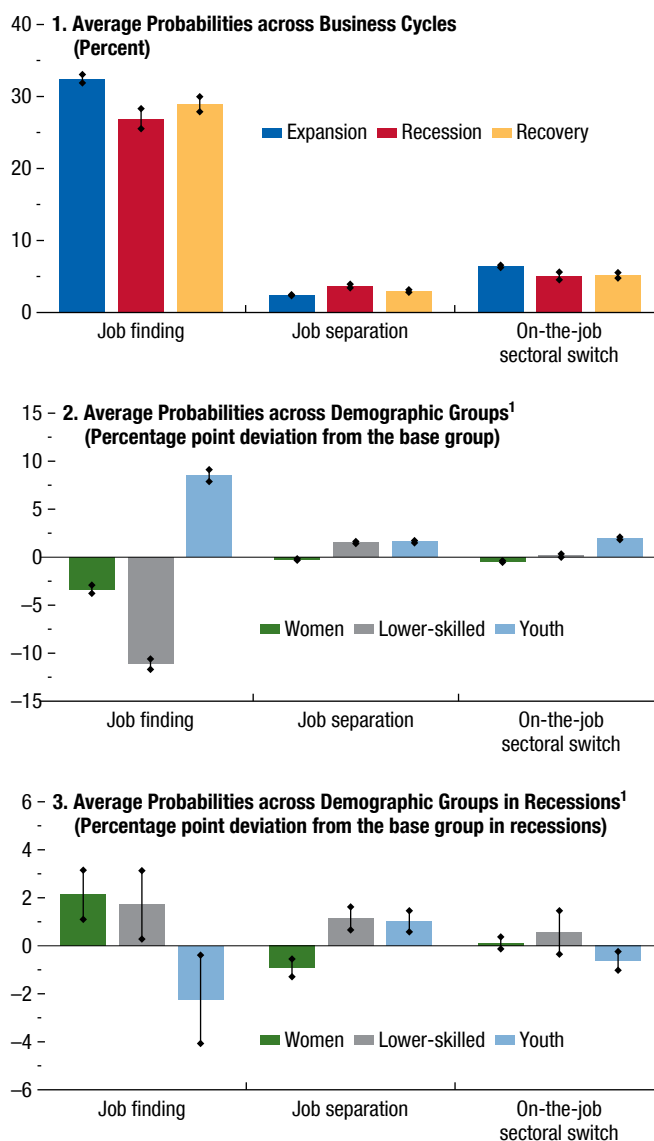 1. Average Probabilities across Business Cycles
(Percent)
40
30
20
10
0
Expansion Recession Recovery
Job finding Job separation On-the-job
sectoral switch
2. Average Probabilities across Demographic Groups¹
(Percentage point deviation from the base group)
15
10
5
0
–5
–10
–15
Women Lower-skilled Youth
Job finding Job separation On-the-job
sectoral switch
3. Average Probabilities across Demographic Groups in Recessions¹
(Percentage point deviation from the base group in recessions)
6
4
2
0
–2
–4
–6
Women Lower-skilled Youth
Job finding Job separation On-the-job
sectoral switch